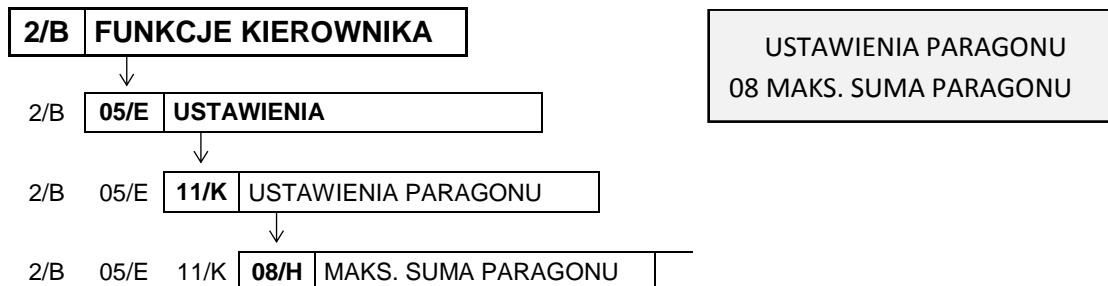 2/B FUNKCJE KIEROWNIKA
2/B 05/E USTAWIENIA
2/B 05/E 11/K USTAWIENIA PARAGONU
2/B 05/E 11/K 08/H MAKS. SUMA PARAGONU
USTAWIENIA PARAGONU
08 MAKS. SUMA PARAGONU